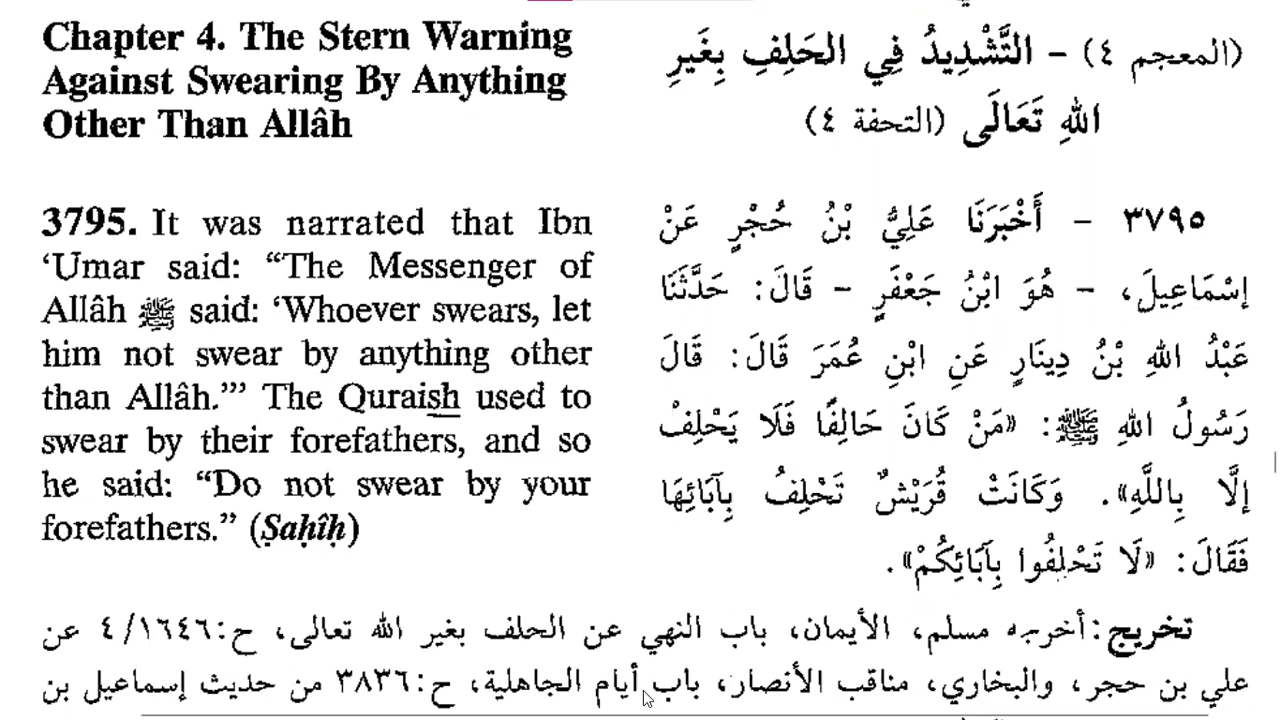 Chapter 4. The Stern Warning
Against Swearing By Anything
Other Than Allâh
(المعجم ٤) – التَّشْدِيدُ فِي الحَلِفِ بِغَيرِ
اللهِ تَعَالَى (التحفة ٤)
3795. It was narrated that Ibn
‘Umar said: “The Messenger of
Allâh ﷺ said: ‘Whoever swears, let
him not swear by anything other
than Allâh.’” The Quraish used to
swear by their forefathers, and so
he said: “Do not swear by your
forefathers.” (Ṣaḥîḥ)
٣٧٩٥ – أَخْبَرَنَا عَلِيُّ بْنُ حُجْرٍ عَنْ
إِسْمَاعِيلَ، – هُوَ ابْنُ جَعْفَرٍ – قَالَ: حَدَّثَنَا
عَبْدُ اللهِ بْنُ دِينَارٍ عَنِ ابْنِ عُمَرَ قَالَ: قَالَ
رَسُولُ اللهِ ﷺ: «مَنْ كَانَ حَالِفًا فَلَا يَحْلِفْ
إلَّا بِاللَّهِ». وَكَانَتْ قُرَيْشٌ تَحْلِفُ بِآبَائِهَا
فَقَالَ: «لَا تَحْلِفُوا بِآبَائِكُمْ».
تخريج: أخرجه مسلم، الأيمان، باب النهي عن الحلف بغير الله تعالى، ح:١٦٤٦/٤ عن
علي بن حجر، والبخاري، مناقب الأنصار، باب أيام الجاهلية، ح:٣٨٣٦ من حديث إسماعيل بن